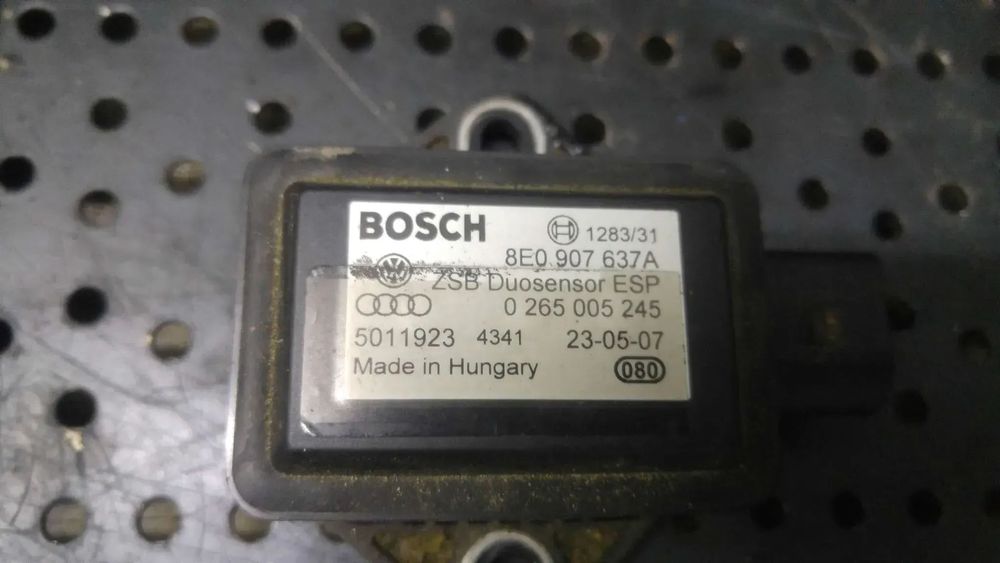 BOSCH 1283/31
8E0 907 637A
ZSB Duosensor ESP
0 265 005 245
5011923 4341 23-05-07
Made in Hungary 080